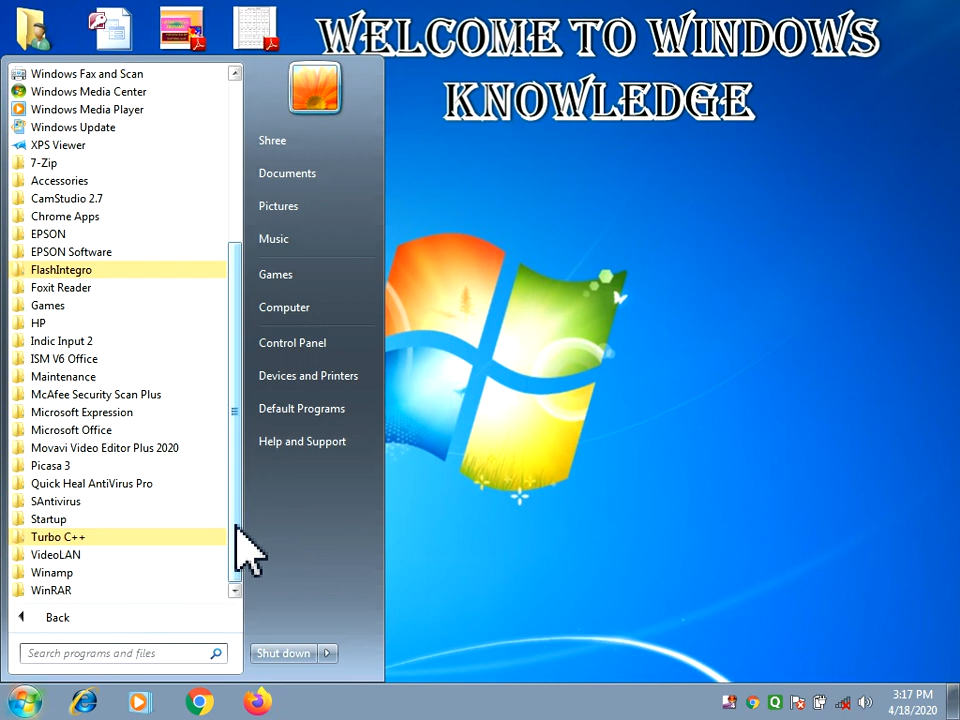 WELCOME TO WINDOWS
KNOWLEDGE
Windows Fax and Scan
Windows Media Center
Windows Media Player
Windows Update
XPS Viewer
7-Zip
Accessories
CamStudio 2.7
Chrome Apps
EPSON
EPSON Software
FlashIntegro
Foxit Reader
Games
HP
Indic Input 2
ISM V6 Office
Maintenance
McAfee Security Scan Plus
Microsoft Expression
Microsoft Office
Movavi Video Editor Plus 2020
Picasa 3
Quick Heal AntiVirus Pro
SAntivirus
Startup
Turbo C++
VideoLAN
Winamp
WinRAR
Back
Search programs and files
Shree
Documents
Pictures
Music
Games
Computer
Control Panel
Devices and Printers
Default Programs
Help and Support
Shut down
3:17 PM
4/18/2020